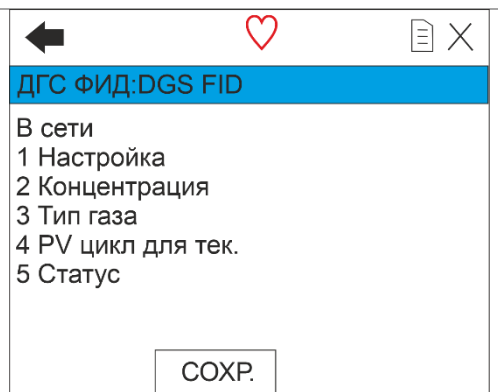 ДГС ФИД:DGS FID
В сети
1 Настройка
2 Концентрация
3 Тип газа
4 PV цикл для тек.
5 Статус
СОХР.